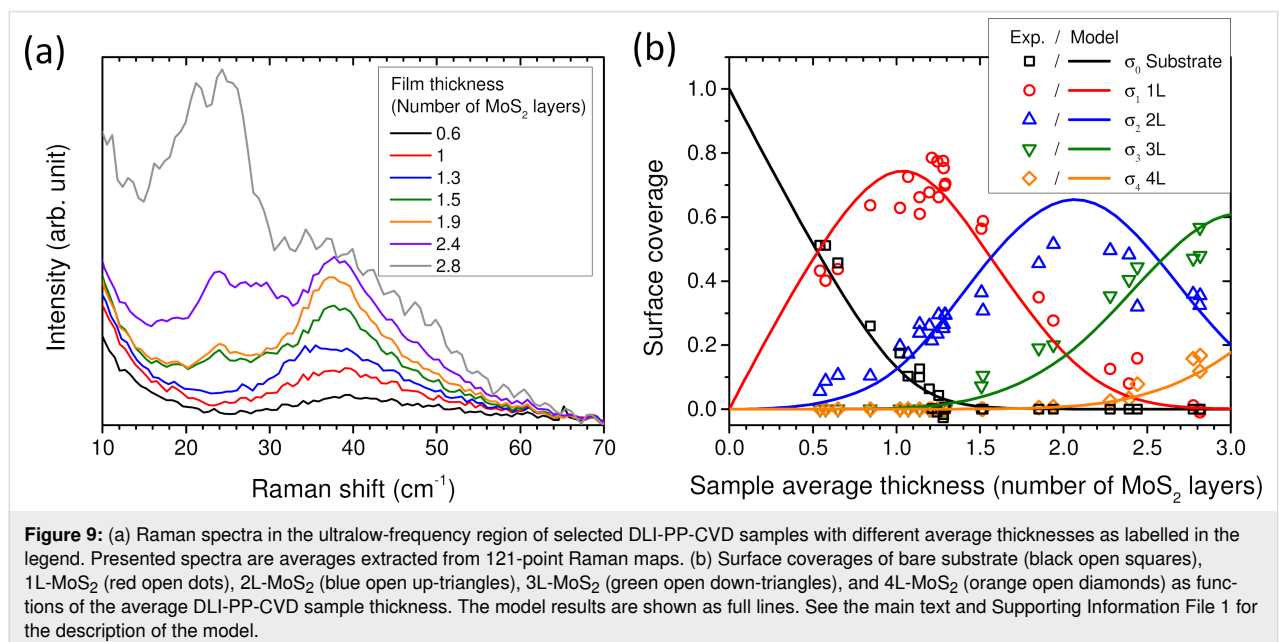 (a)
Film thickness
(Number of MoS₂ layers)
0.6
1
1.3
1.5
1.9
2.4
2.8
Intensity (arb. unit)
10 20 30 40 50 60 70
Raman shift (cm⁻¹)
(b)
Exp. / Model
/ σ₀ Substrate
/ σ₁ 1L
/ σ₂ 2L
/ σ₃ 3L
/ σ₄ 4L
1.0
0.8
0.6
0.4
0.2
0.0
Surface coverage
0.0 0.5 1.0 1.5 2.0 2.5 3.0
Sample average thickness (number of MoS₂ layers)
Figure 9: (a) Raman spectra in the ultralow-frequency region of selected DLI-PP-CVD samples with different average thicknesses as labelled in the
legend. Presented spectra are averages extracted from 121-point Raman maps. (b) Surface coverages of bare substrate (black open squares),
1L-MoS₂ (red open dots), 2L-MoS₂ (blue open up-triangles), 3L-MoS₂ (green open down-triangles), and 4L-MoS₂ (orange open diamonds) as func-
tions of the average DLI-PP-CVD sample thickness. The model results are shown as full lines. See the main text and Supporting Information File 1 for
the description of the model.